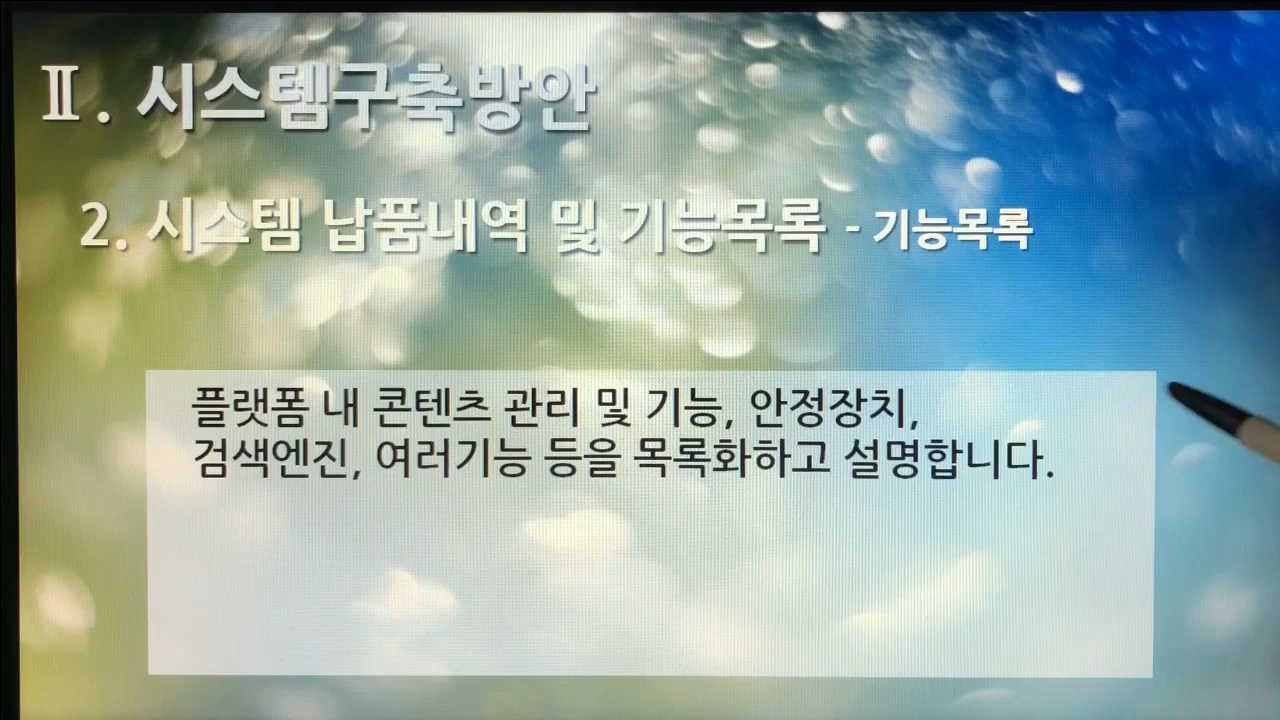 Ⅱ. 시스템구축방안
2. 시스템 납품내역 및 기능목록 - 기능목록
플랫폼 내 콘텐츠 관리 및 기능, 안정장치,
검색엔진, 여러기능 등을 목록화하고 설명합니다.